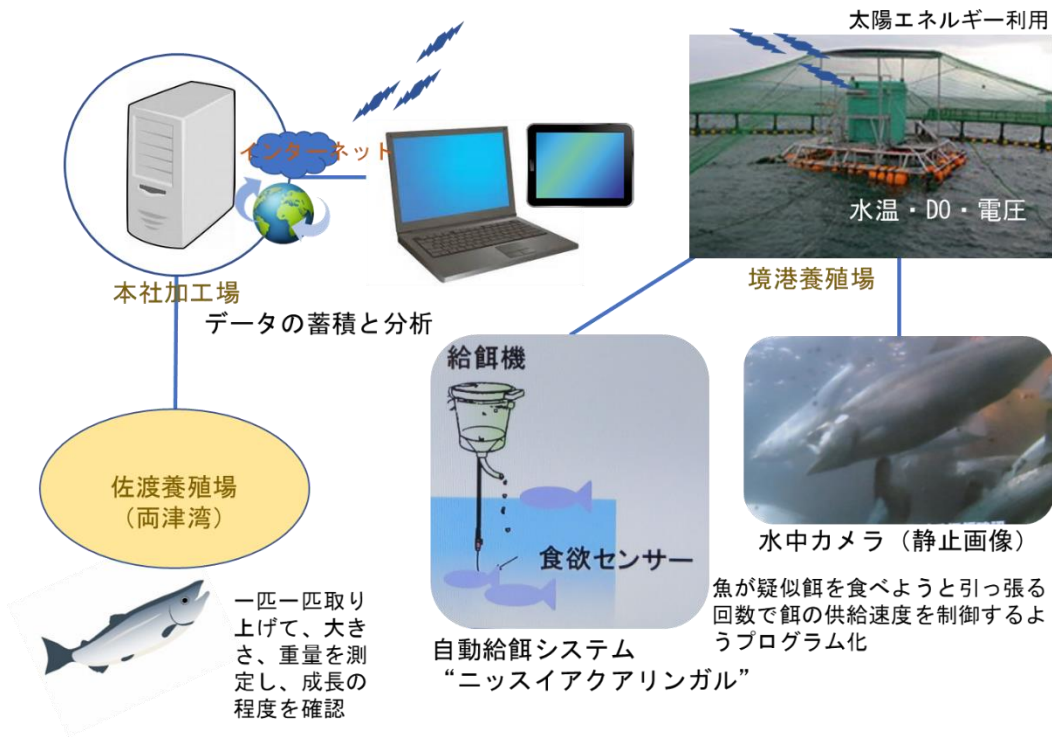 太陽エネルギー利用
インターネット
水温・DO・電圧
本社加工場
境港養殖場
データの蓄積と分析
給餌機
佐渡養殖場
（両津湾）
食欲センサー
水中カメラ（静止画像）
一匹一匹取り
上げて、大き
さ、重量を測
定し、成長の
程度を確認
自動給餌システム
“ニッスイアクアリンガル”
魚が疑似餌を食べようと引っ張る
回数で餌の供給速度を制御するよ
うプログラム化